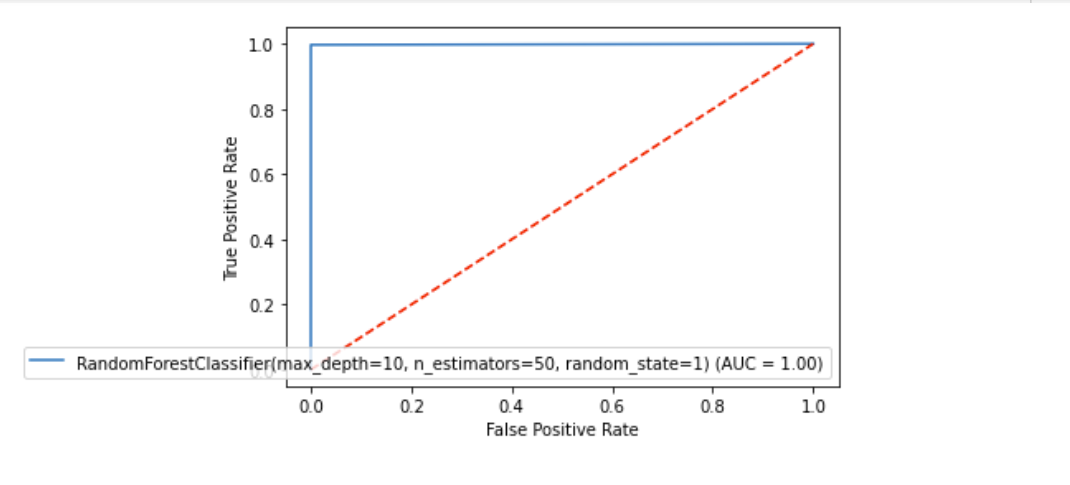 1.0
0.8
0.6
0.4
0.2
0.0
True Positive Rate
RandomForestClassifier(max_depth=10, n_estimators=50, random_state=1) (AUC = 1.00)
0.0 0.2 0.4 0.6 0.8 1.0
False Positive Rate